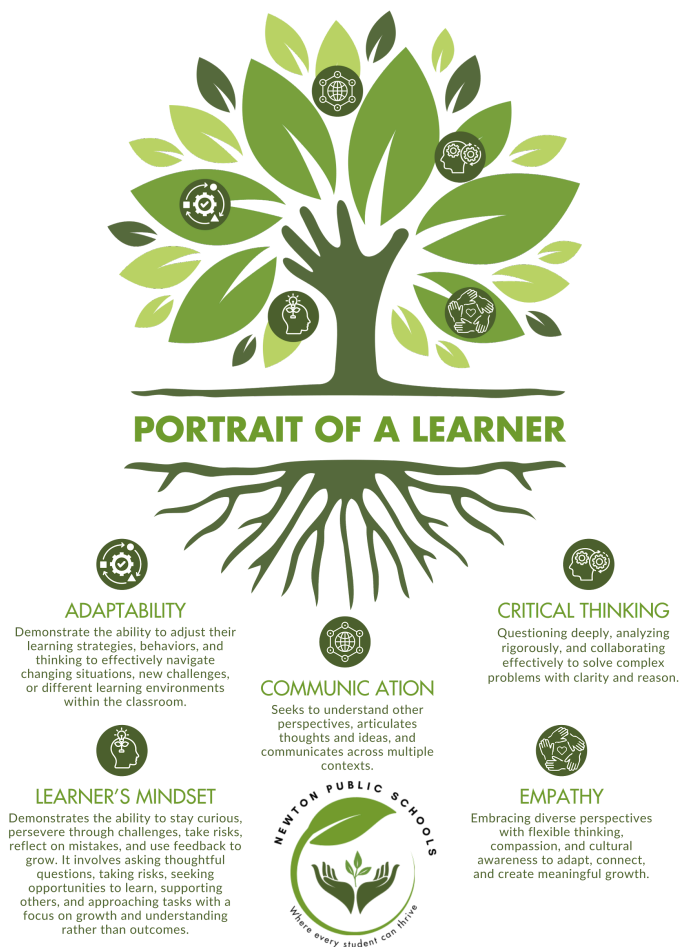 PORTRAIT OF A LEARNER
ADAPTABILITY
Demonstrate the ability to adjust their
learning strategies, behaviors, and
thinking to effectively navigate
changing situations, new challenges,
or different learning environments
within the classroom.
CRITICAL THINKING
Questioning deeply, analyzing
rigorously, and collaborating
effectively to solve complex
problems with clarity and reason.
COMMUNIC ATION
Seeks to understand other
perspectives, articulates
thoughts and ideas, and
communicates across multiple
contexts.
LEARNER'S MINDSET
Demonstrates the ability to stay curious,
persevere through challenges, take risks,
reflect on mistakes, and use feedback to
grow. It involves asking thoughtful
questions, taking risks, seeking
opportunities to learn, supporting
others, and approaching tasks with a
focus on growth and understanding
rather than outcomes.
EMPATHY
Embracing diverse perspectives
with flexible thinking,
compassion, and cultural
awareness to adapt, connect,
and create meaningful growth.
NEWTON PUBLIC SCHOOLS
Where every student can thrive